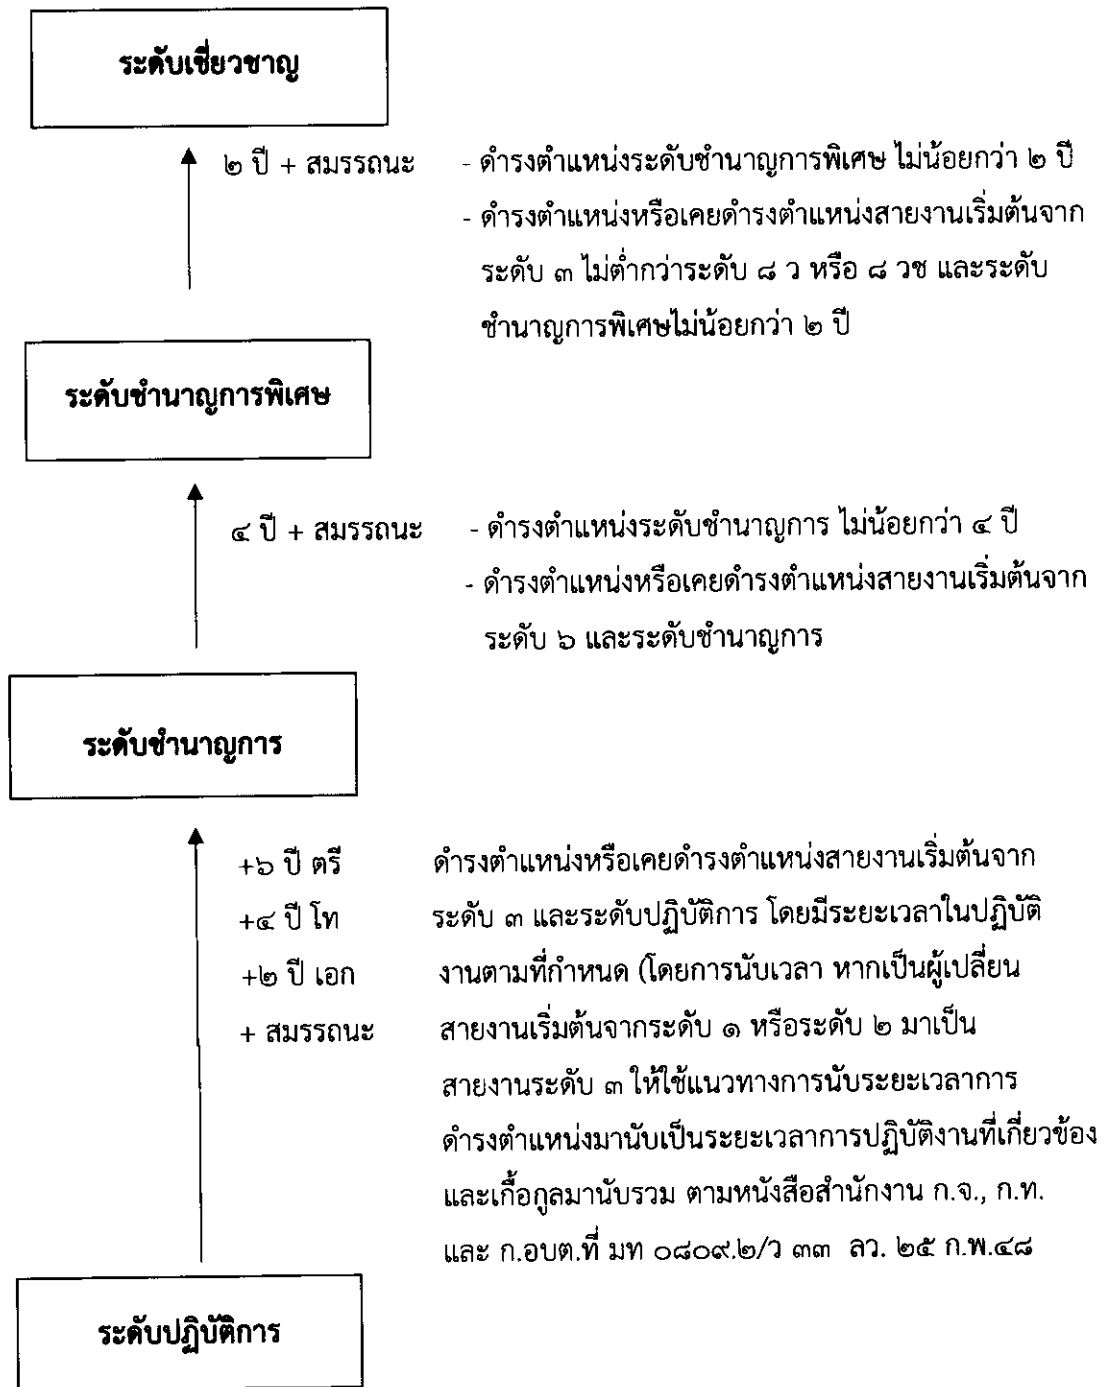 ระดับเชี่ยวชาญ
๒ ปี + สมรรถนะ - ดำรงตำแหน่งระดับชำนาญการพิเศษ ไม่น้อยกว่า ๒ ปี
- ดำรงตำแหน่งหรือเคยดำรงตำแหน่งสายงานเริ่มต้นจาก
ระดับ ๓ ไม่ต่ำกว่าระดับ ๘ ว หรือ ๘ วช และระดับ
ชำนาญการพิเศษไม่น้อยกว่า ๒ ปี
ระดับชำนาญการพิเศษ
๔ ปี + สมรรถนะ - ดำรงตำแหน่งระดับชำนาญการ ไม่น้อยกว่า ๔ ปี
- ดำรงตำแหน่งหรือเคยดำรงตำแหน่งสายงานเริ่มต้นจาก
ระดับ ๖ และระดับชำนาญการ
ระดับชำนาญการ
+๖ ปี ตรี ดำรงตำแหน่งหรือเคยดำรงตำแหน่งสายงานเริ่มต้นจาก
+๔ ปี โท ระดับ ๓ และระดับปฏิบัติการ โดยมีระยะเวลาในปฏิบัติ
+๒ ปี เอก งานตามที่กำหนด (โดยการนับเวลา หากเป็นผู้เปลี่ยน
+ สมรรถนะ สายงานเริ่มต้นจากระดับ ๑ หรือระดับ ๒ มาเป็น
สายงานระดับ ๓ ให้ใช้แนวทางการนับระยะเวลาการ
ดำรงตำแหน่งมานับเป็นระยะเวลาการปฏิบัติงานที่เกี่ยวข้อง
และเกื้อกูลมานับรวม ตามหนังสือสำนักงาน ก.จ., ก.ท.
และ ก.อบต.ที่ มท ๐๘๐๙.๒/ว ๓๓ ลว. ๒๕ ก.พ.๔๘
ระดับปฏิบัติการ